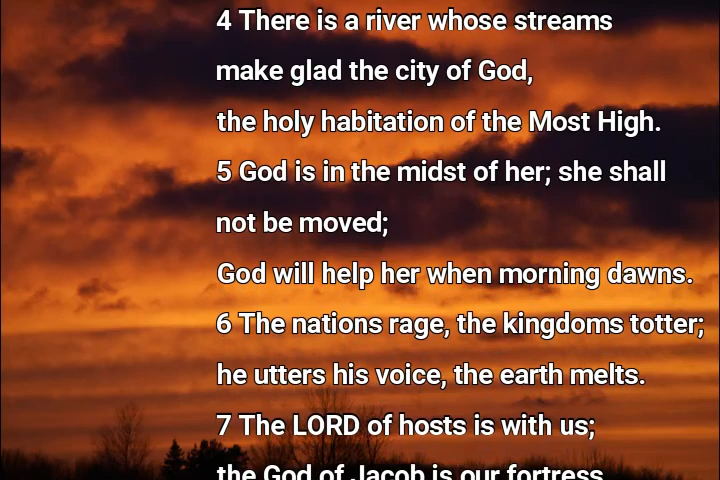 4 There is a river whose streams
make glad the city of God,
the holy habitation of the Most High.
5 God is in the midst of her; she shall
not be moved;
God will help her when morning dawns.
6 The nations rage, the kingdoms totter;
he utters his voice, the earth melts.
7 The LORD of hosts is with us;
the God of Jacob is our fortress